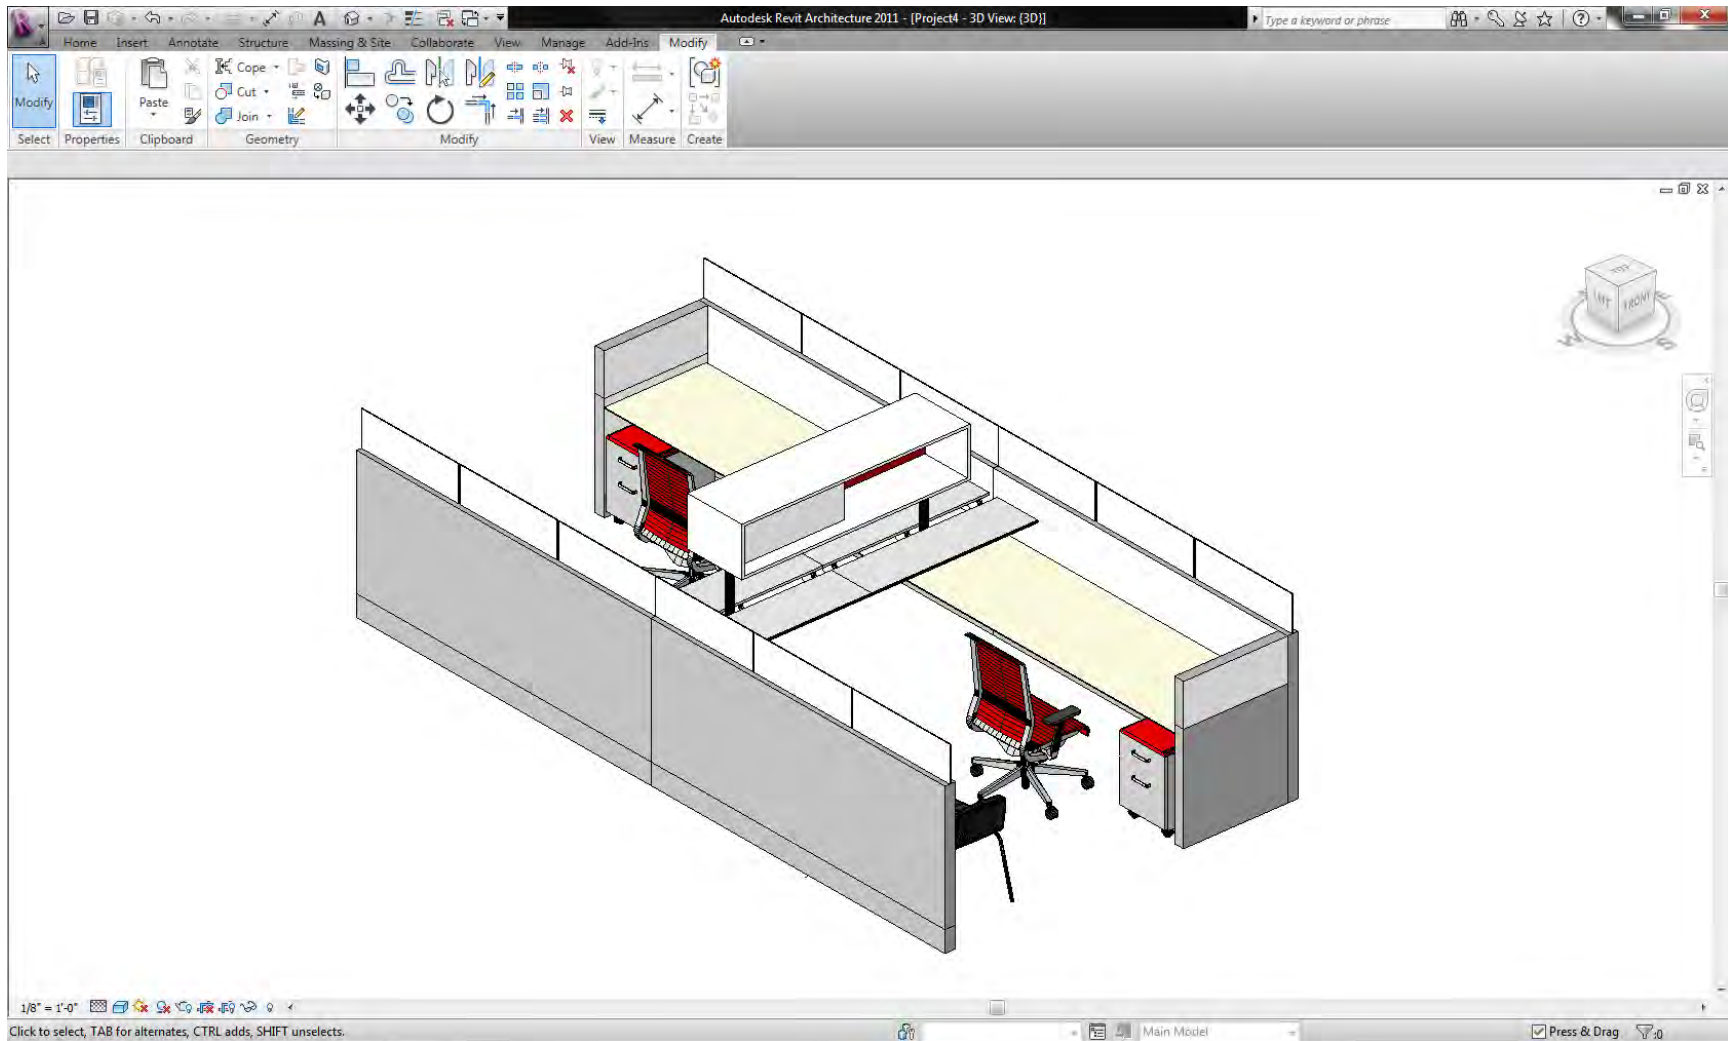 Autodesk Revit Architecture 2011 - [Project4 - 3D View: {3D}]
Type a keyword or phrase
Home Insert Annotate Structure Massing & Site Collaborate View Manage Add-Ins Modify
Cope
Cut
Join
Modify
Paste
Select Properties Clipboard Geometry Modify View Measure Create
TOP
FRONT
W
S
1/8" = 1'-0"
Click to select, TAB for alternates, CTRL adds, SHIFT unselects.
Main Model
Press & Drag
:0